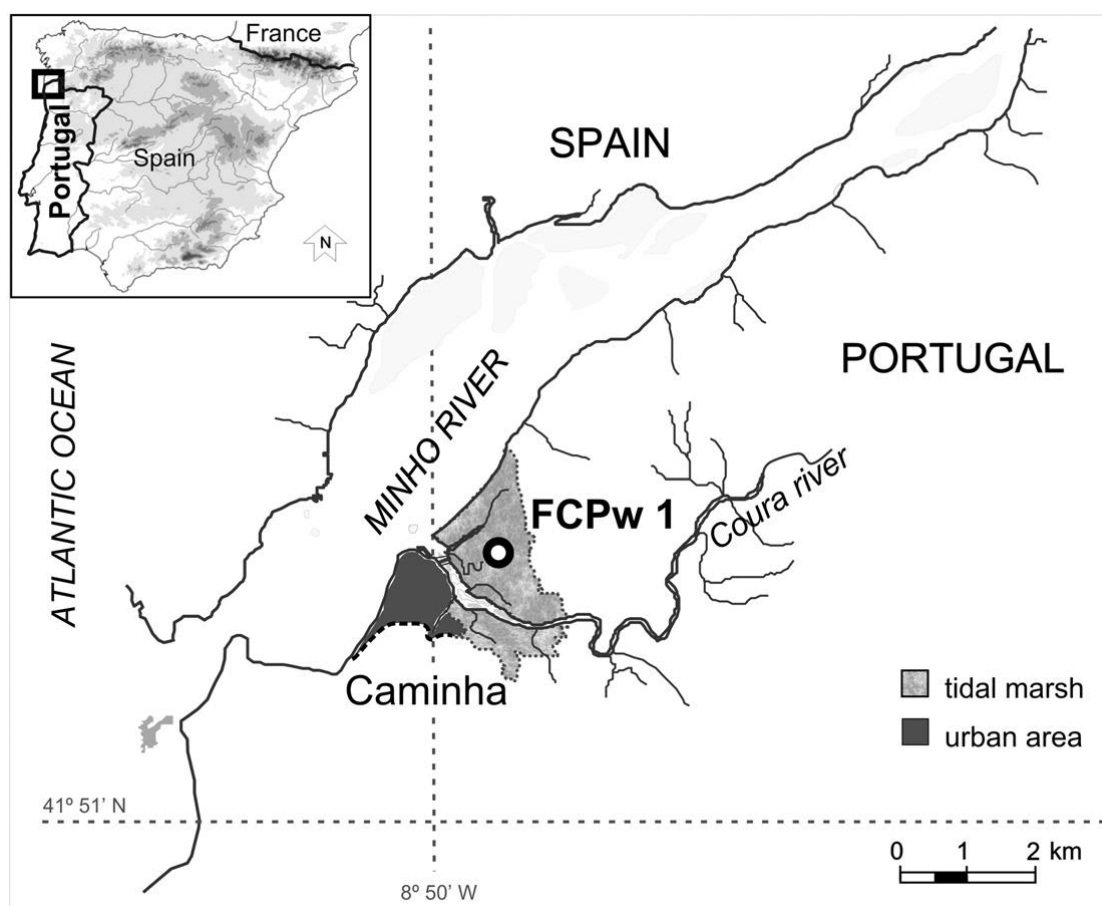 France
Portugal
Spain
N
SPAIN
ATLANTIC OCEAN
MINHO RIVER
PORTUGAL
Coura river
FCPw 1
Caminha
tidal marsh
urban area
41º 51’ N
8º 50’ W
0 1 2 km